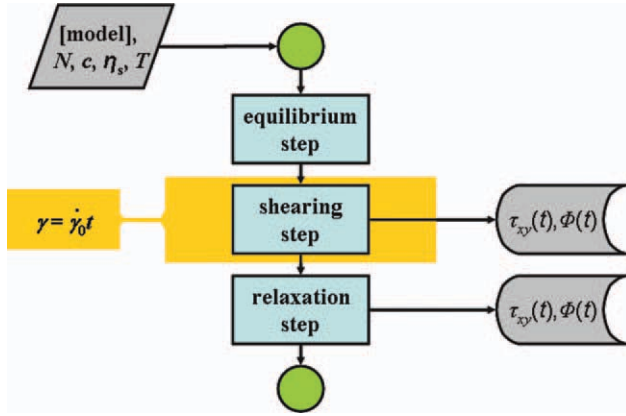 [model],
N, c, ηs, T
equilibrium
step
γ = γ̇₀t
shearing
step
τxy(t), Φ(t)
relaxation
step
τxy(t), Φ(t)